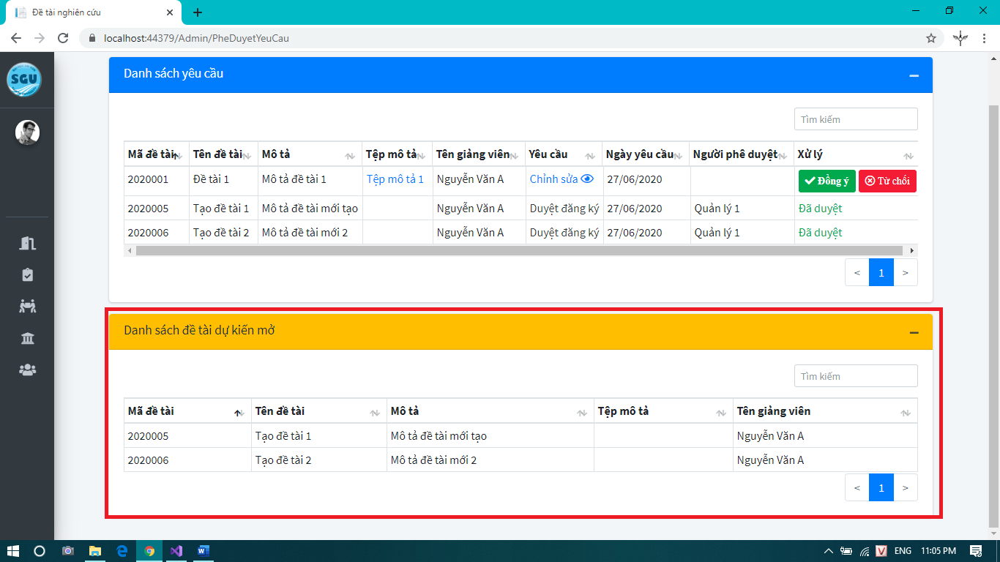 Đề tài nghiên cứu
localhost:44379/Admin/PheDuyetYeuCau
SGU
Danh sách yêu cầu
Tìm kiếm
Mã đề tài Tên đề tài Mô tả Tệp mô tả Tên giảng viên Yêu cầu Ngày yêu cầu Người phê duyệt Xử lý
2020001 Đề tài 1 Mô tả đề tài 1 Tệp mô tả 1 Nguyễn Văn A Chỉnh sửa 27/06/2020 Đồng ý Từ chối
2020005 Tạo đề tài 1 Mô tả đề tài mới tạo Nguyễn Văn A Duyệt đăng ký 27/06/2020 Quản lý 1 Đã duyệt
2020006 Tạo đề tài 2 Mô tả đề tài mới 2 Nguyễn Văn A Duyệt đăng ký 27/06/2020 Quản lý 1 Đã duyệt
< 1 >
Danh sách đề tài dự kiến mở
Tìm kiếm
Mã đề tài Tên đề tài Mô tả Tệp mô tả Tên giảng viên
2020005 Tạo đề tài 1 Mô tả đề tài mới tạo Nguyễn Văn A
2020006 Tạo đề tài 2 Mô tả đề tài mới 2 Nguyễn Văn A
< 1 >
ENG 11:05 PM